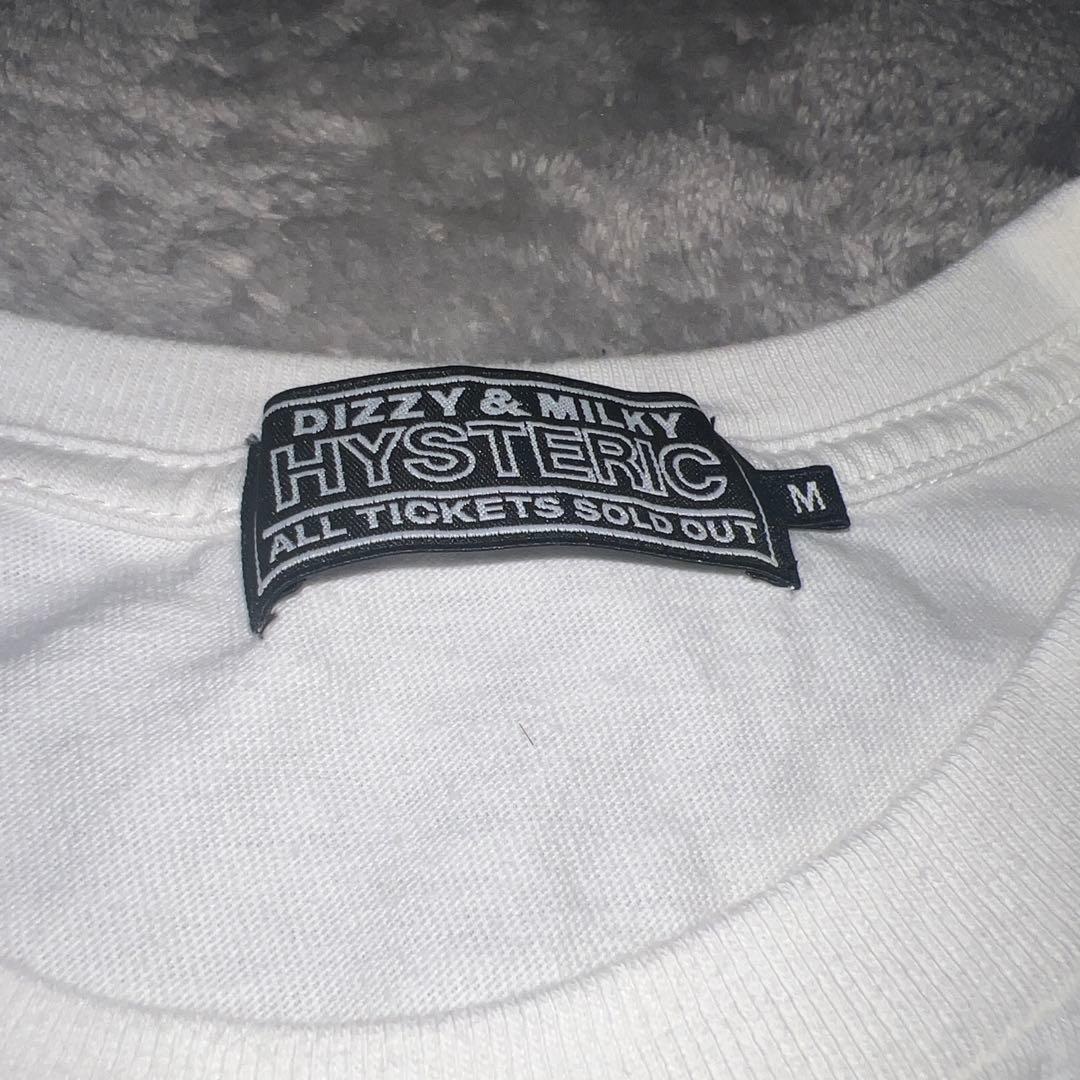 DIZZY & MILKY
HYSTERIC
ALL TICKETS SOLD OUT
M